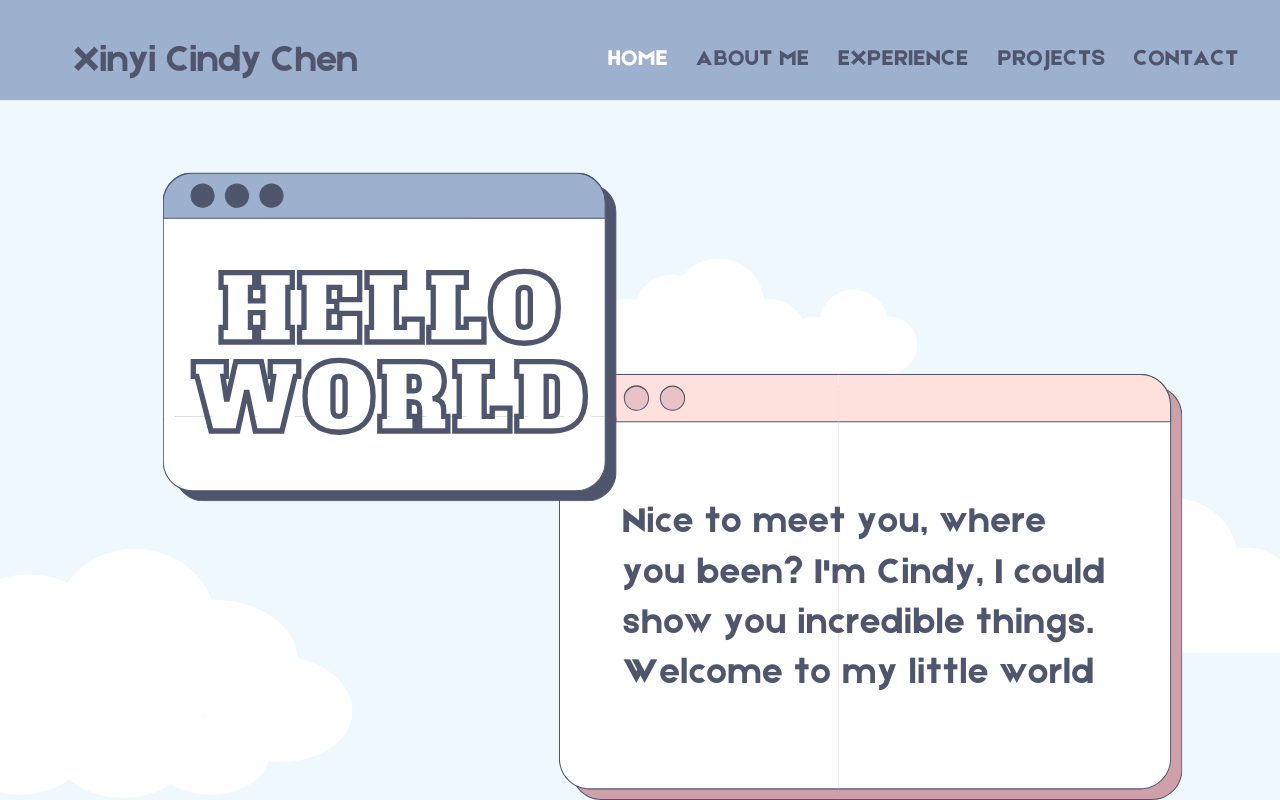 Xinyi Cindy Chen
HOME ABOUT ME EXPERIENCE PROJECTS CONTACT
HELLO
WORLD
Nice to meet you, where
you been? I'm Cindy, I could
show you incredible things.
Welcome to my little world